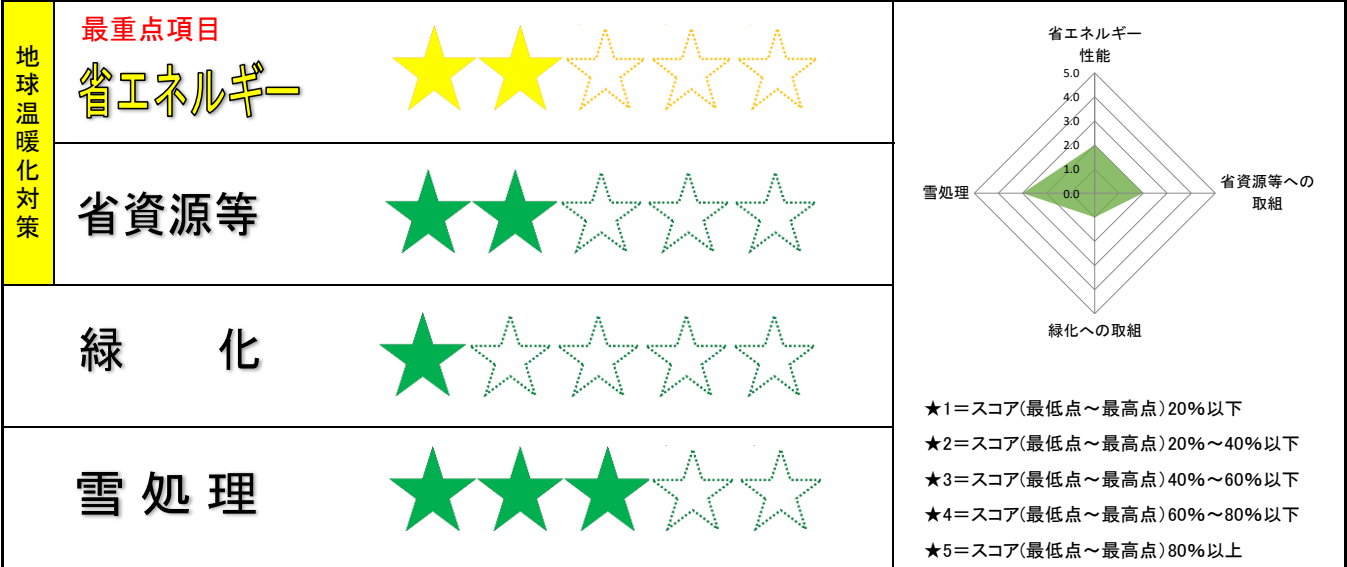 地球温暖化対策
最重点項目
省エネルギー
省資源等
緑 化
雪処理
省エネルギー
性能
5.0
4.0
3.0
2.0
1.0
0.0
雪処理
省資源等への
取組
緑化への取組
★1＝スコア(最低点～最高点)20%以下
★2＝スコア(最低点～最高点)20%～40%以下
★3＝スコア(最低点～最高点)40%～60%以下
★4＝スコア(最低点～最高点)60%～80%以下
★5＝スコア(最低点～最高点)80%以上